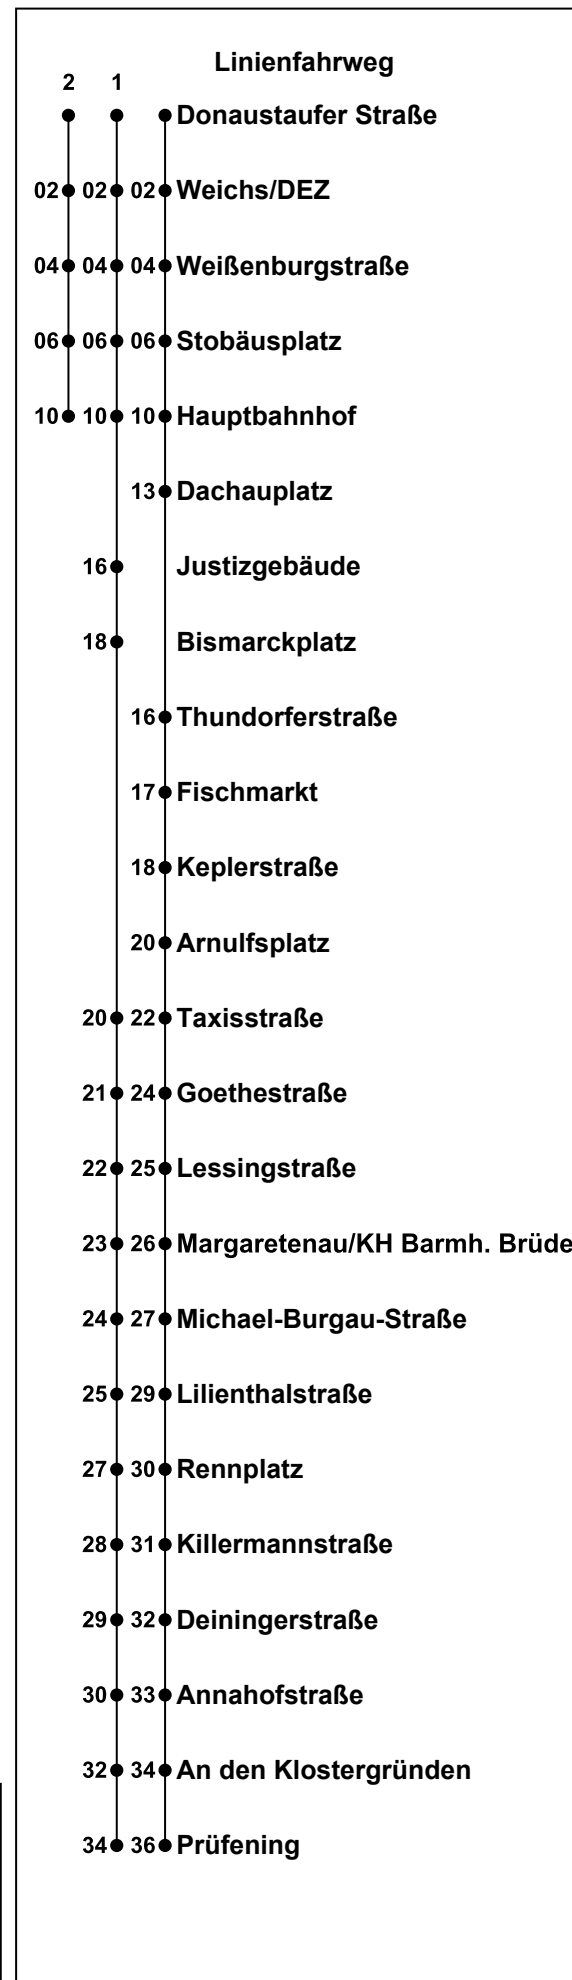 Linienfahrweg
2 1
Donaustaufer Straße
02 02 02 Weichs/DEZ
04 04 04 Weißenburgstraße
06 06 06 Stobäusplatz
10 10 10 Hauptbahnhof
13 Dachauplatz
16 Justizgebäude
18 Bismarckplatz
16 Thundorferstraße
17 Fischmarkt
18 Keplerstraße
20 Arnulfsplatz
20 22 Taxisstraße
21 24 Goethestraße
22 25 Lessingstraße
23 26 Margaretenau/KH Barmh. Brüde
24 27 Michael-Burgau-Straße
25 29 Lilienthalstraße
27 30 Rennplatz
28 31 Killermannstraße
29 32 Deiningerstraße
30 33 Annahofstraße
32 34 An den Klostergründen
34 36 Prüfening